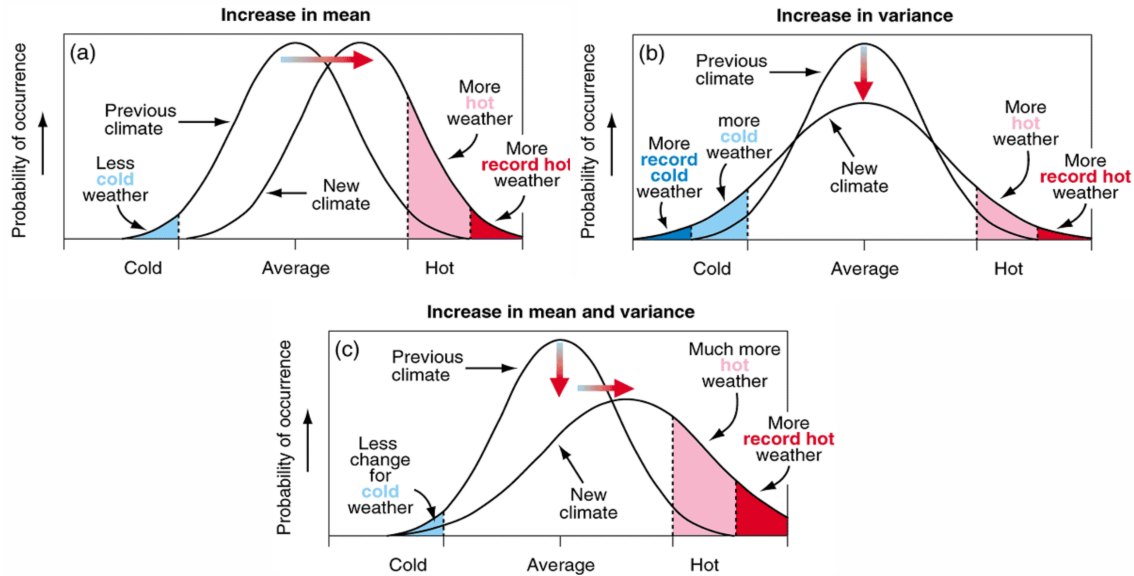 Increase in mean
(a)
Probability of occurrence
Previous
climate
Less
cold
weather
New
climate
More
hot
weather
More
record hot
weather
Cold
Average
Hot
Increase in variance
(b)
Probability of occurrence
Previous
climate
more
cold
weather
More
record
cold
weather
New
climate
More
hot
weather
More
record hot
weather
Cold
Average
Hot
Increase in mean and variance
(c)
Probability of occurrence
Previous
climate
Less
change
for
cold
weather
New
climate
Much more
hot
weather
More
record hot
weather
Cold
Average
Hot